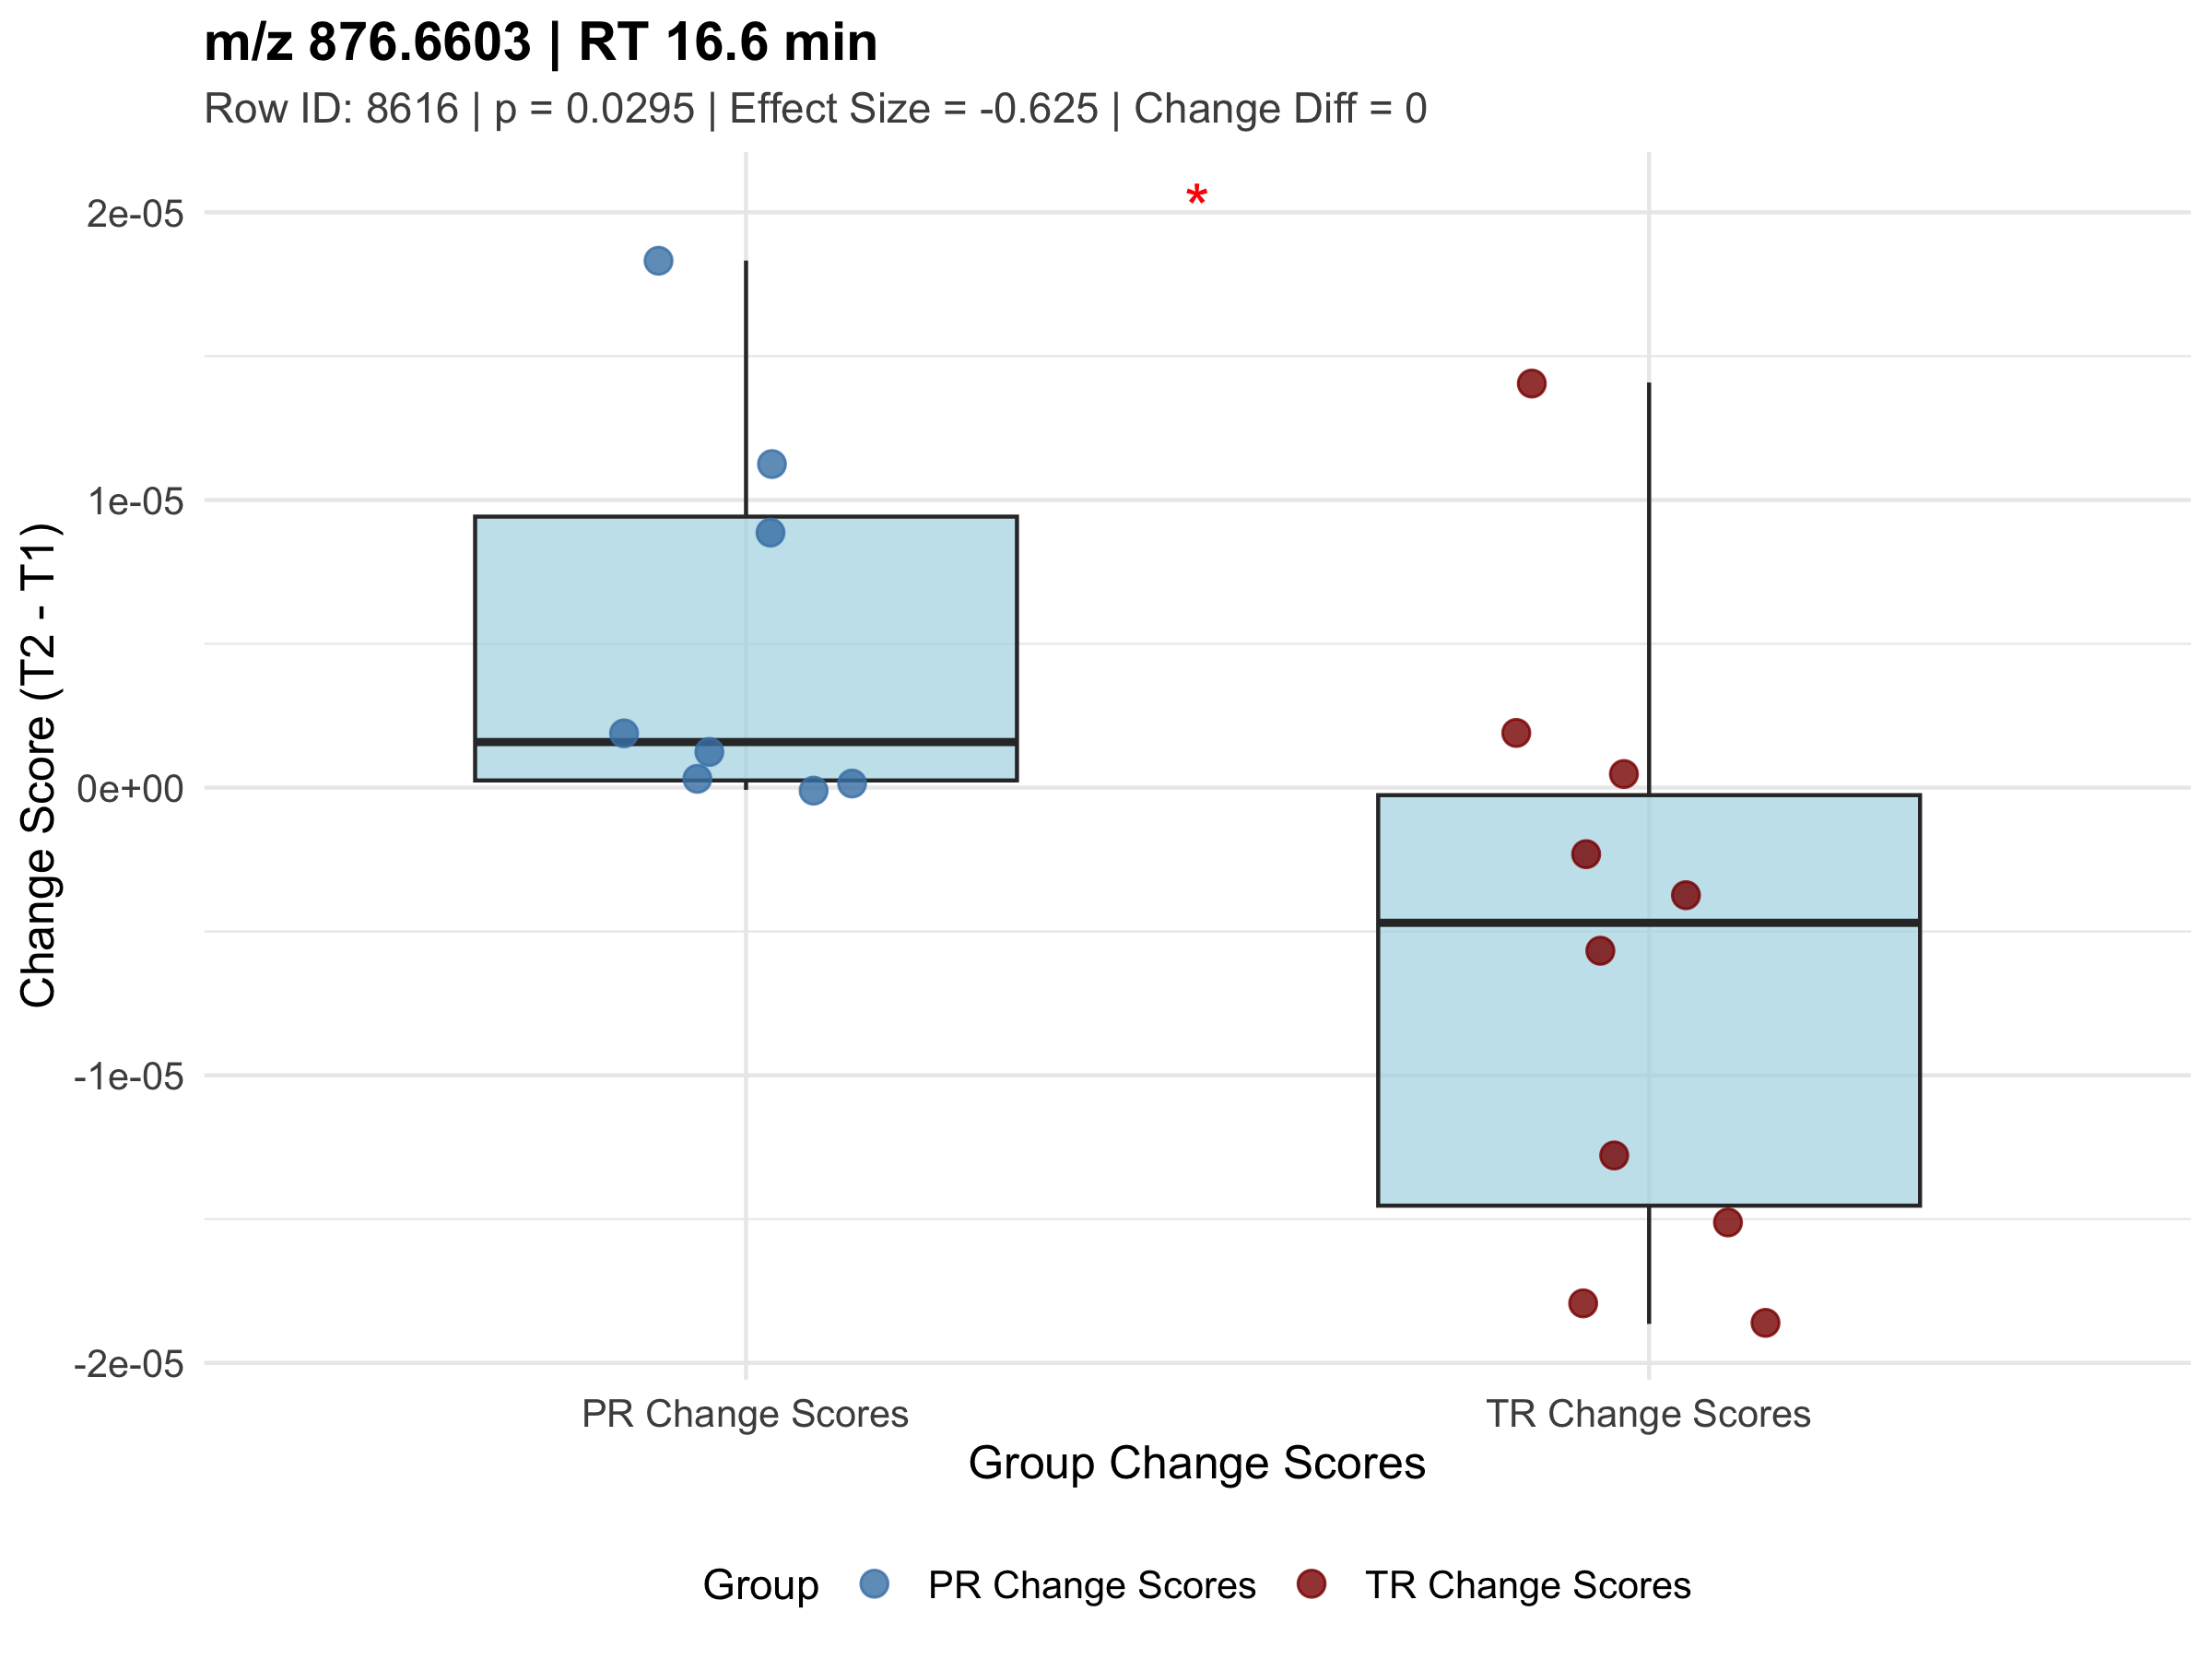 m/z 876.6603 | RT 16.6 min
Row ID: 8616 | p = 0.0295 | Effect Size = -0.625 | Change Diff = 0
*
2e-05
1e-05
0e+00
-1e-05
-2e-05
Change Score (T2 - T1)
PR Change Scores
TR Change Scores
Group Change Scores
Group
PR Change Scores
TR Change Scores